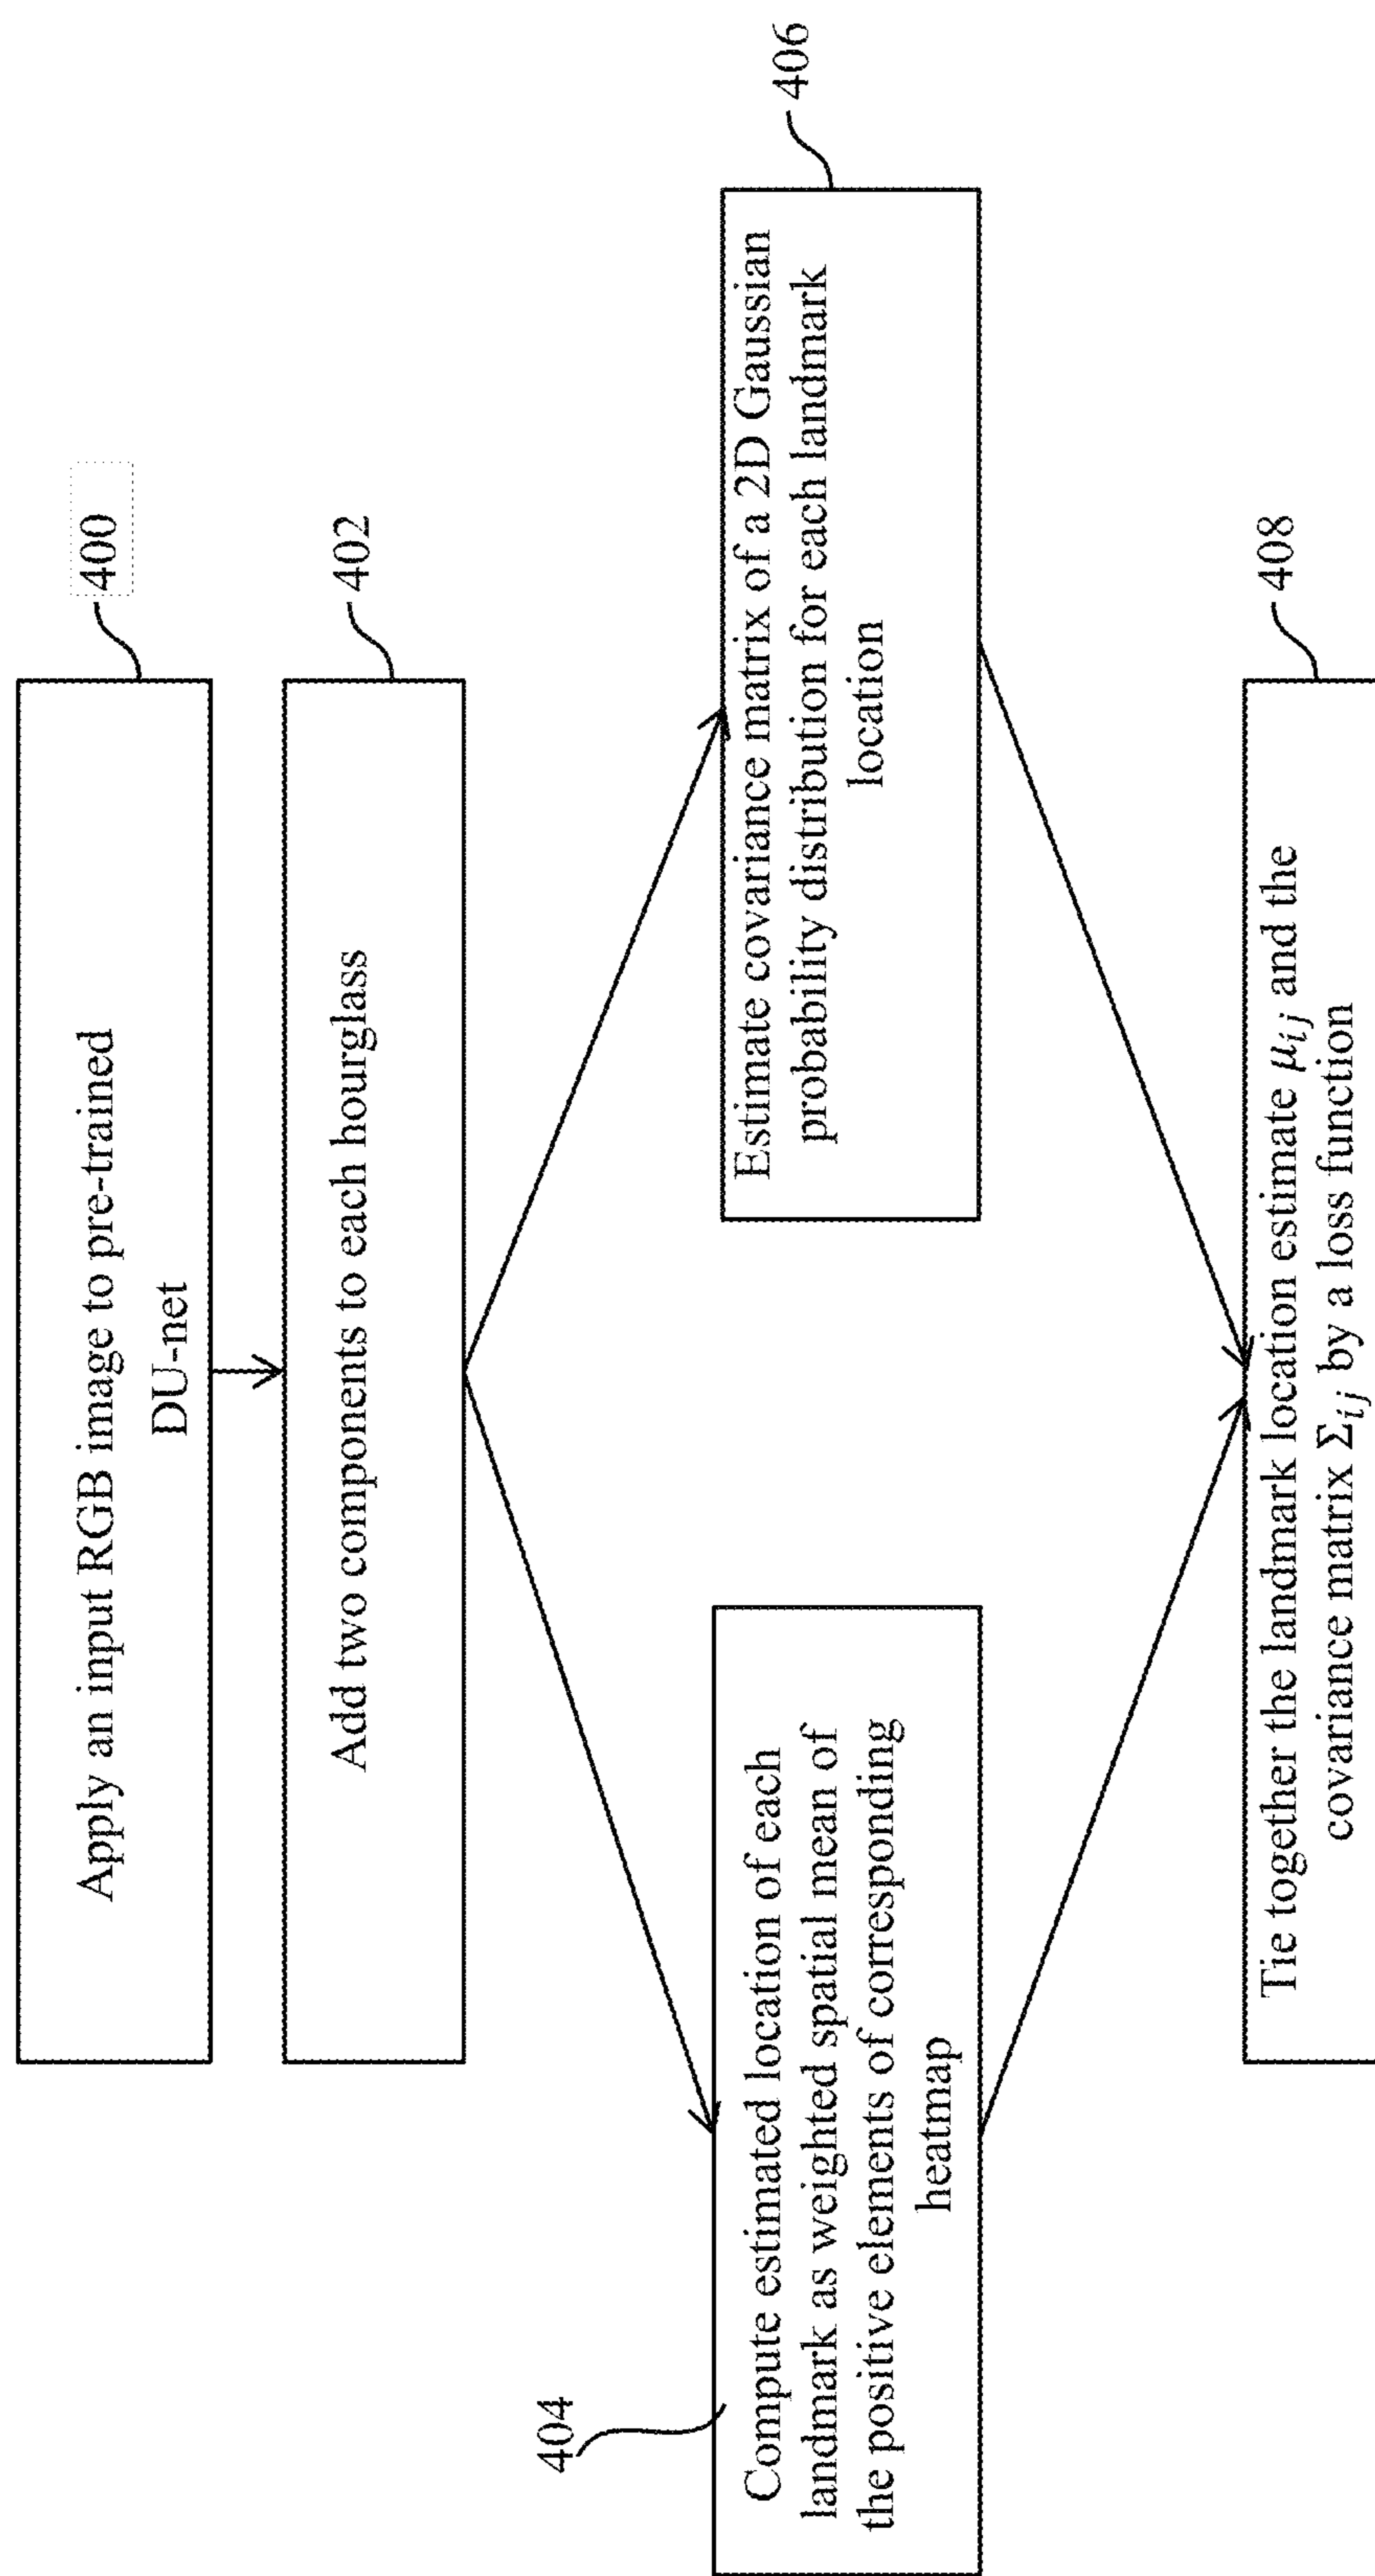 Apply an input RGB image to pre-trained
DU-net
400
Add two components to each hourglass
402
404
Compute estimated location of each
landmark as weighted spatial mean of
the positive elements of corresponding
heatmap
Estimate covariance matrix of a 2D Gaussian
probability distribution for each landmark
location
406
Tie together the landmark location estimate μᵢⱼ and the
covariance matrix Σᵢⱼ by a loss function
408